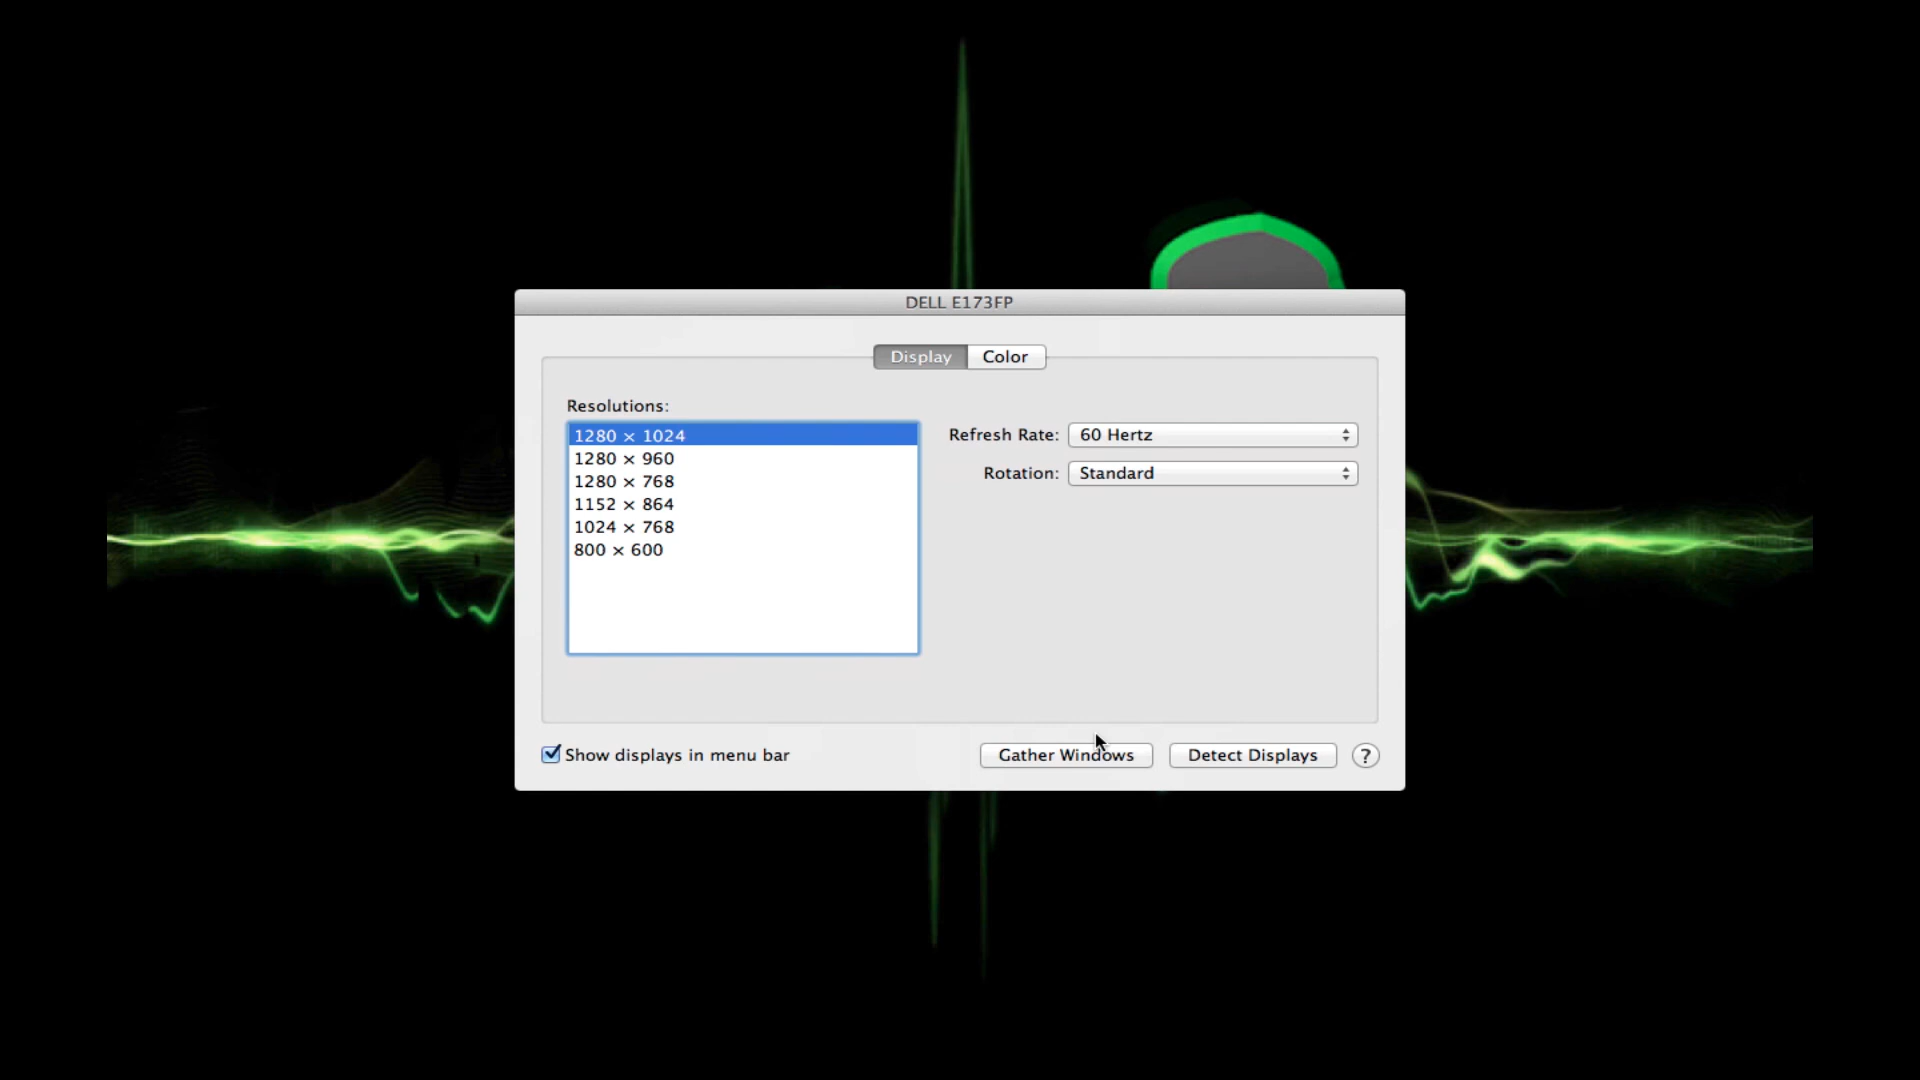 DELL E173FP
Display Color
Resolutions:
1280 × 1024
1280 × 960
1280 × 768
1152 × 864
1024 × 768
800 × 600
Refresh Rate: 60 Hertz
Rotation: Standard
Show displays in menu bar
Gather Windows
Detect Displays
?